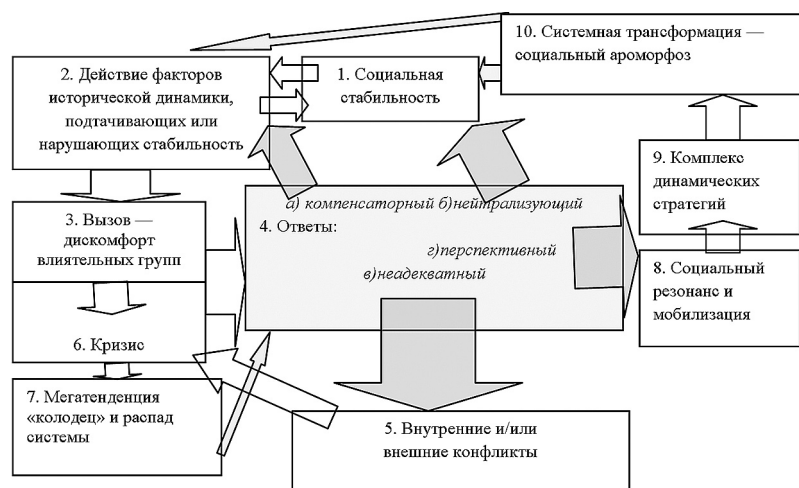 10. Системная трансформация —
социальный ароморфоз
2. Действие факторов
исторической динамики,
подтачивающих или
нарушающих стабильность
1. Социальная
стабильность
9. Комплекс
динамических
стратегий
3. Вызов —
дискомфорт
влиятельных групп
а) компенсаторный б)нейтрализующий
4. Ответы:
г)перспективный
в)неадекватный
8. Социальный
резонанс и
мобилизация
6. Кризис
7. Мегатенденция
«колодец» и распад
системы
5. Внутренние и/или
внешние конфликты